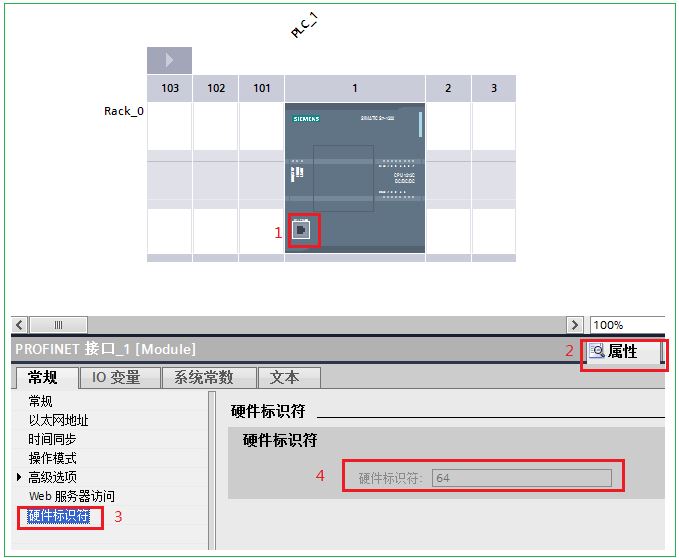 PLC_1
103 102 101 1 2 3
Rack_0
SIEMENS
SIMATIC S7-1200
CPU 1212C
DC/DC/DC
1
100%
PROFINET 接口_1 [Module]
2 属性
常规 IO 变量 系统常数 文本
常规
以太网地址
时间同步
操作模式
高级选项
Web 服务器访问
硬件标识符 3
硬件标识符
硬件标识符
4 硬件标识符: 64